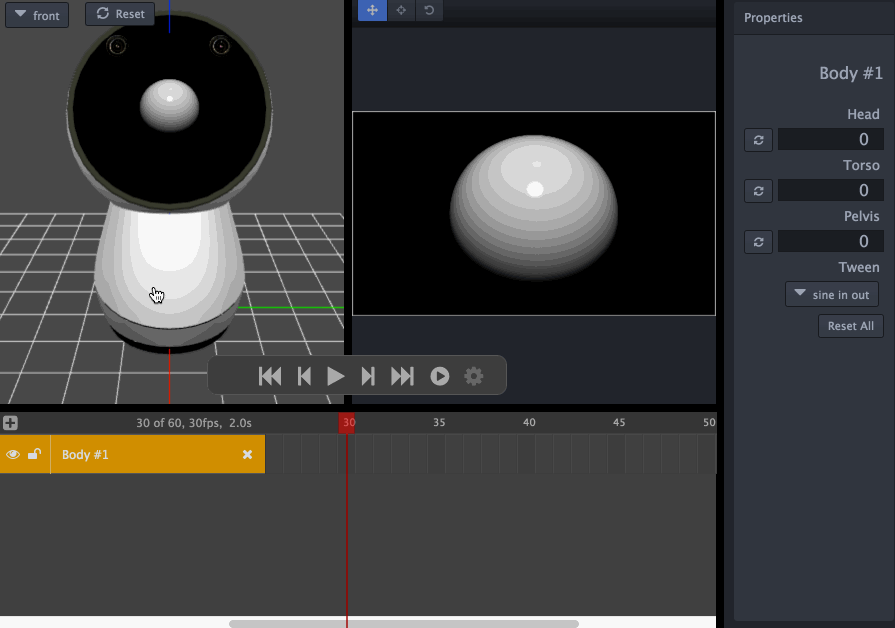 front
Reset
Properties
Body #1
Head
0
Torso
0
Pelvis
0
Tween
sine in out
Reset All
30 of 60, 30fps, 2.0s
30 35 40 45 50
Body #1